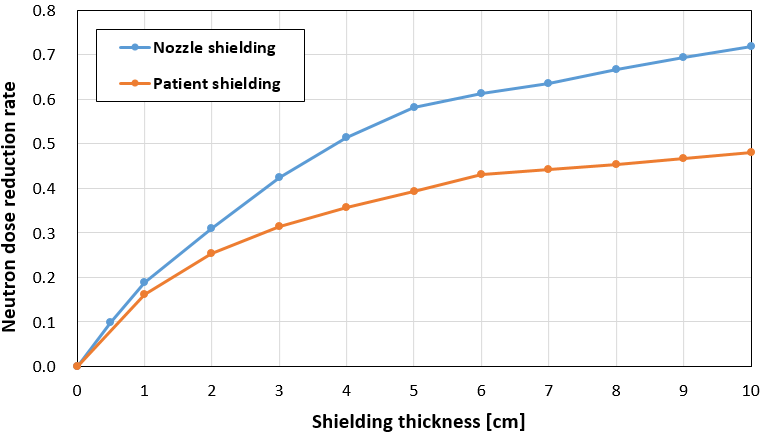 0.8
0.7
0.6
0.5
0.4
0.3
0.2
0.1
0.0
Neutron dose reduction rate
Nozzle shielding
Patient shielding
0 1 2 3 4 5 6 7 8 9 10
Shielding thickness [cm]